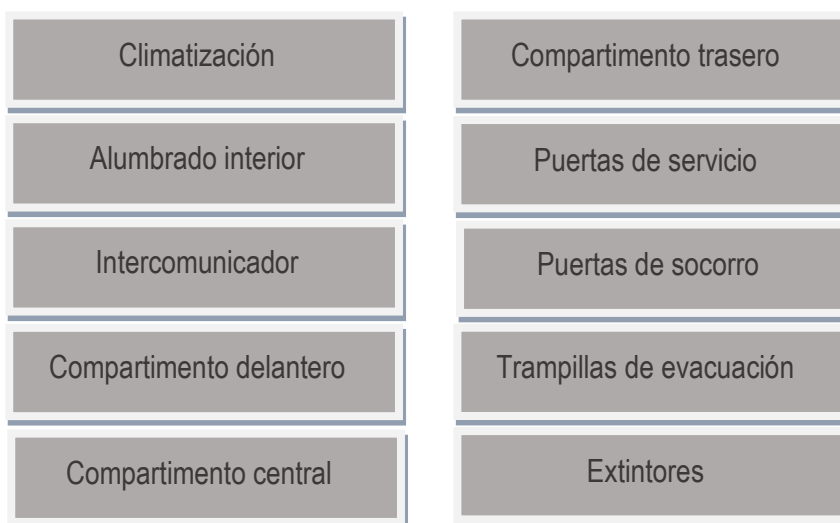 Climatización
Alumbrado interior
Intercomunicador
Compartimento delantero
Compartimento central
Compartimento trasero
Puertas de servicio
Puertas de socorro
Trampillas de evacuación
Extintores